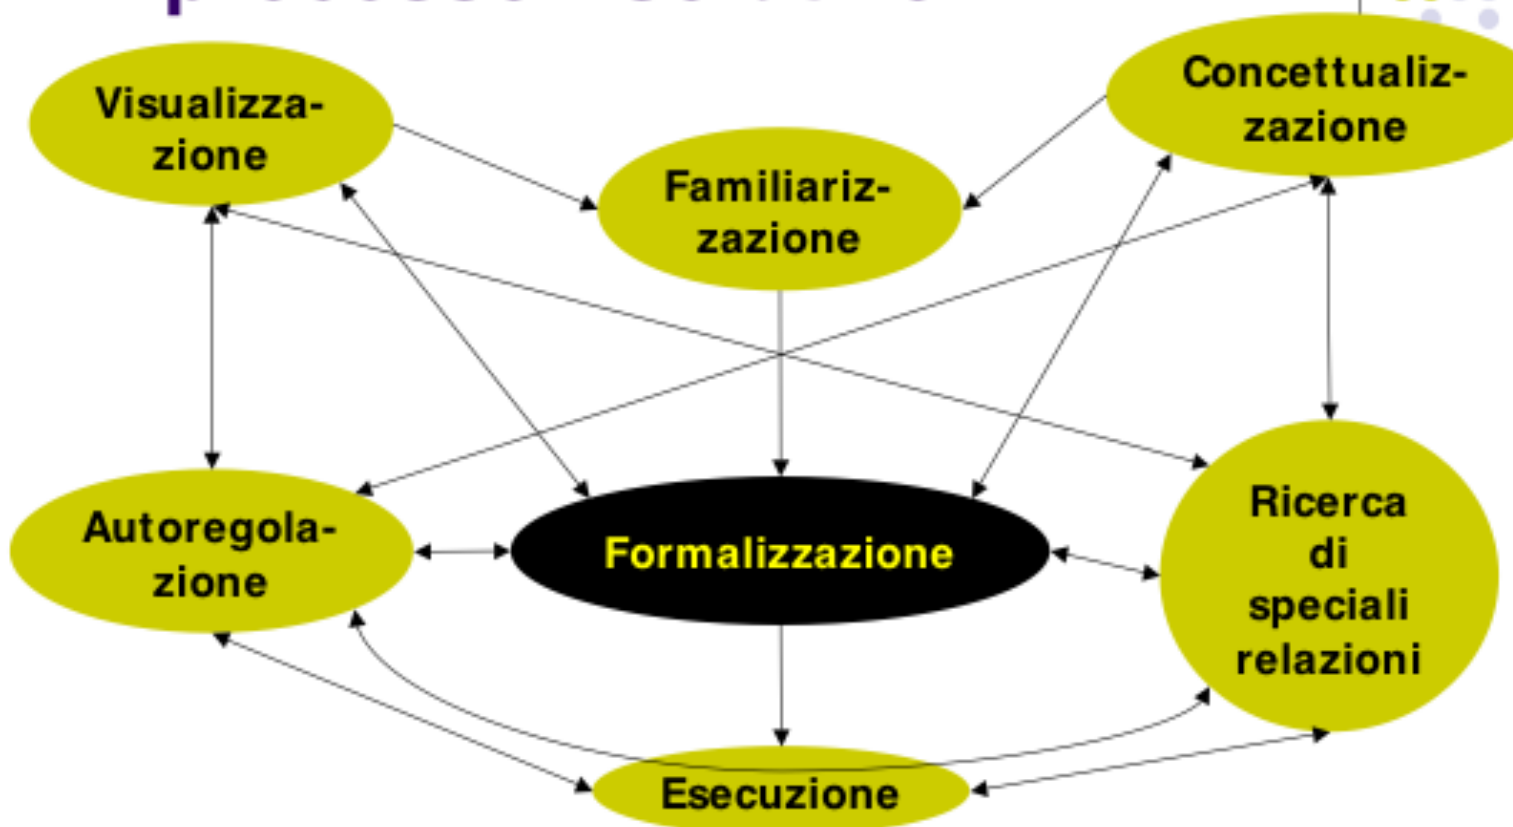 Visualizza-
zione
Concettualiz-
zazione
Familiariz-
zazione
Autoregola-
zione
Formalizzazione
Ricerca
di
speciali
relazioni
Esecuzione